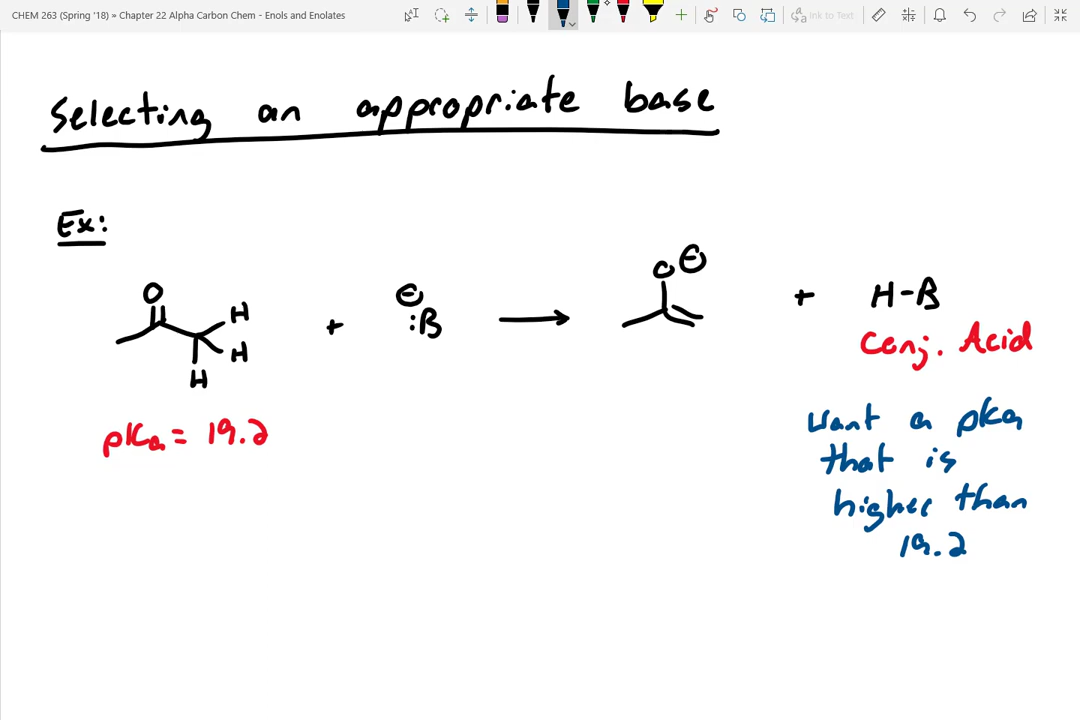 CHEM 263 (Spring '18) » Chapter 22 Alpha Carbon Chem - Enols and Enolates
Ink to Text
Selecting an appropriate base
Ex:
O
H
H
H
+
⊖
:B
→
O ⊖
+
H-B
Conj. Acid
pKa = 19.2
want a pKa
that is
higher than
19.2